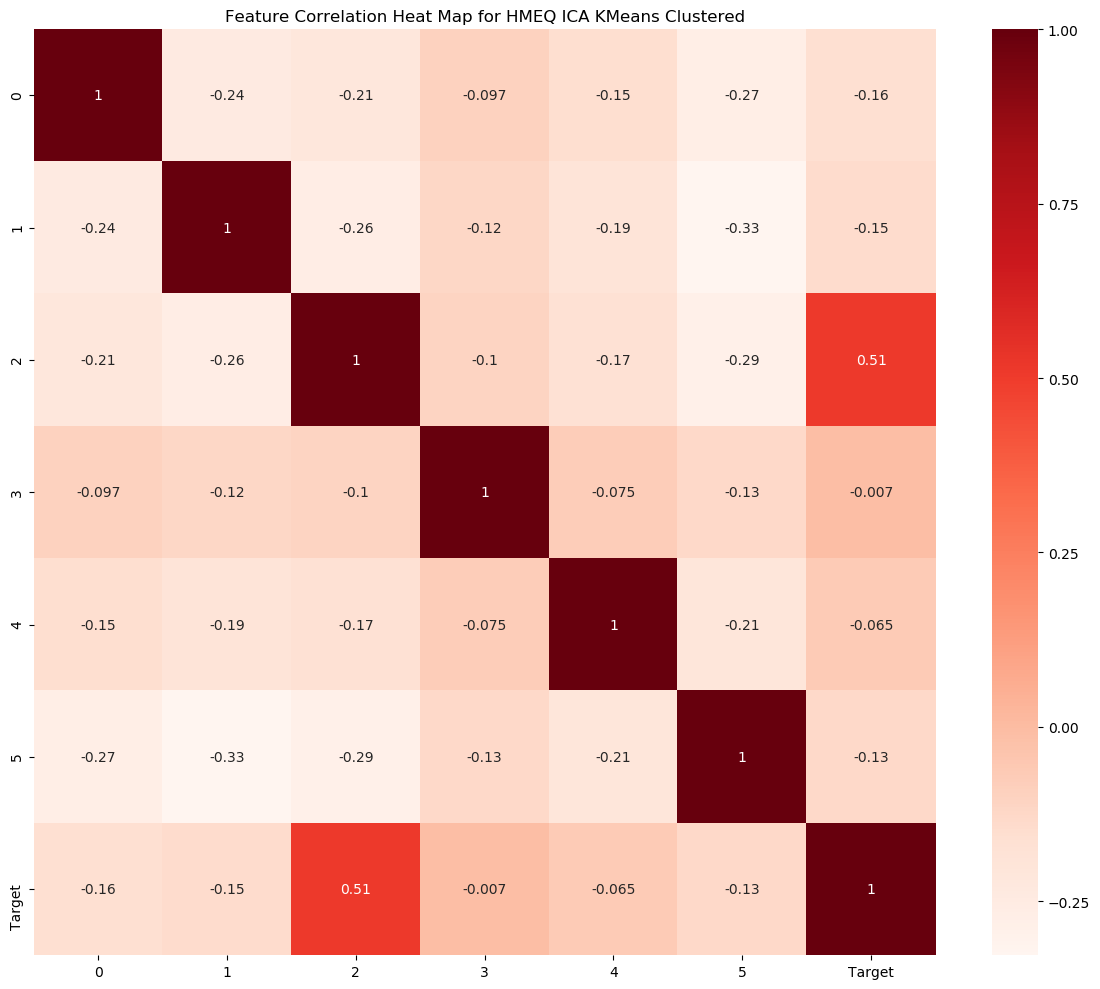 Feature Correlation Heat Map for HMEQ ICA KMeans Clustered
0 1 -0.24 -0.21 -0.097 -0.15 -0.27 -0.16
1 -0.24 1 -0.26 -0.12 -0.19 -0.33 -0.15
2 -0.21 -0.26 1 -0.1 -0.17 -0.29 0.51
3 -0.097 -0.12 -0.1 1 -0.075 -0.13 -0.007
4 -0.15 -0.19 -0.17 -0.075 1 -0.21 -0.065
5 -0.27 -0.33 -0.29 -0.13 -0.21 1 -0.13
Target -0.16 -0.15 0.51 -0.007 -0.065 -0.13 1
0 1 2 3 4 5 Target
1.00
0.75
0.50
0.25
0.00
−0.25